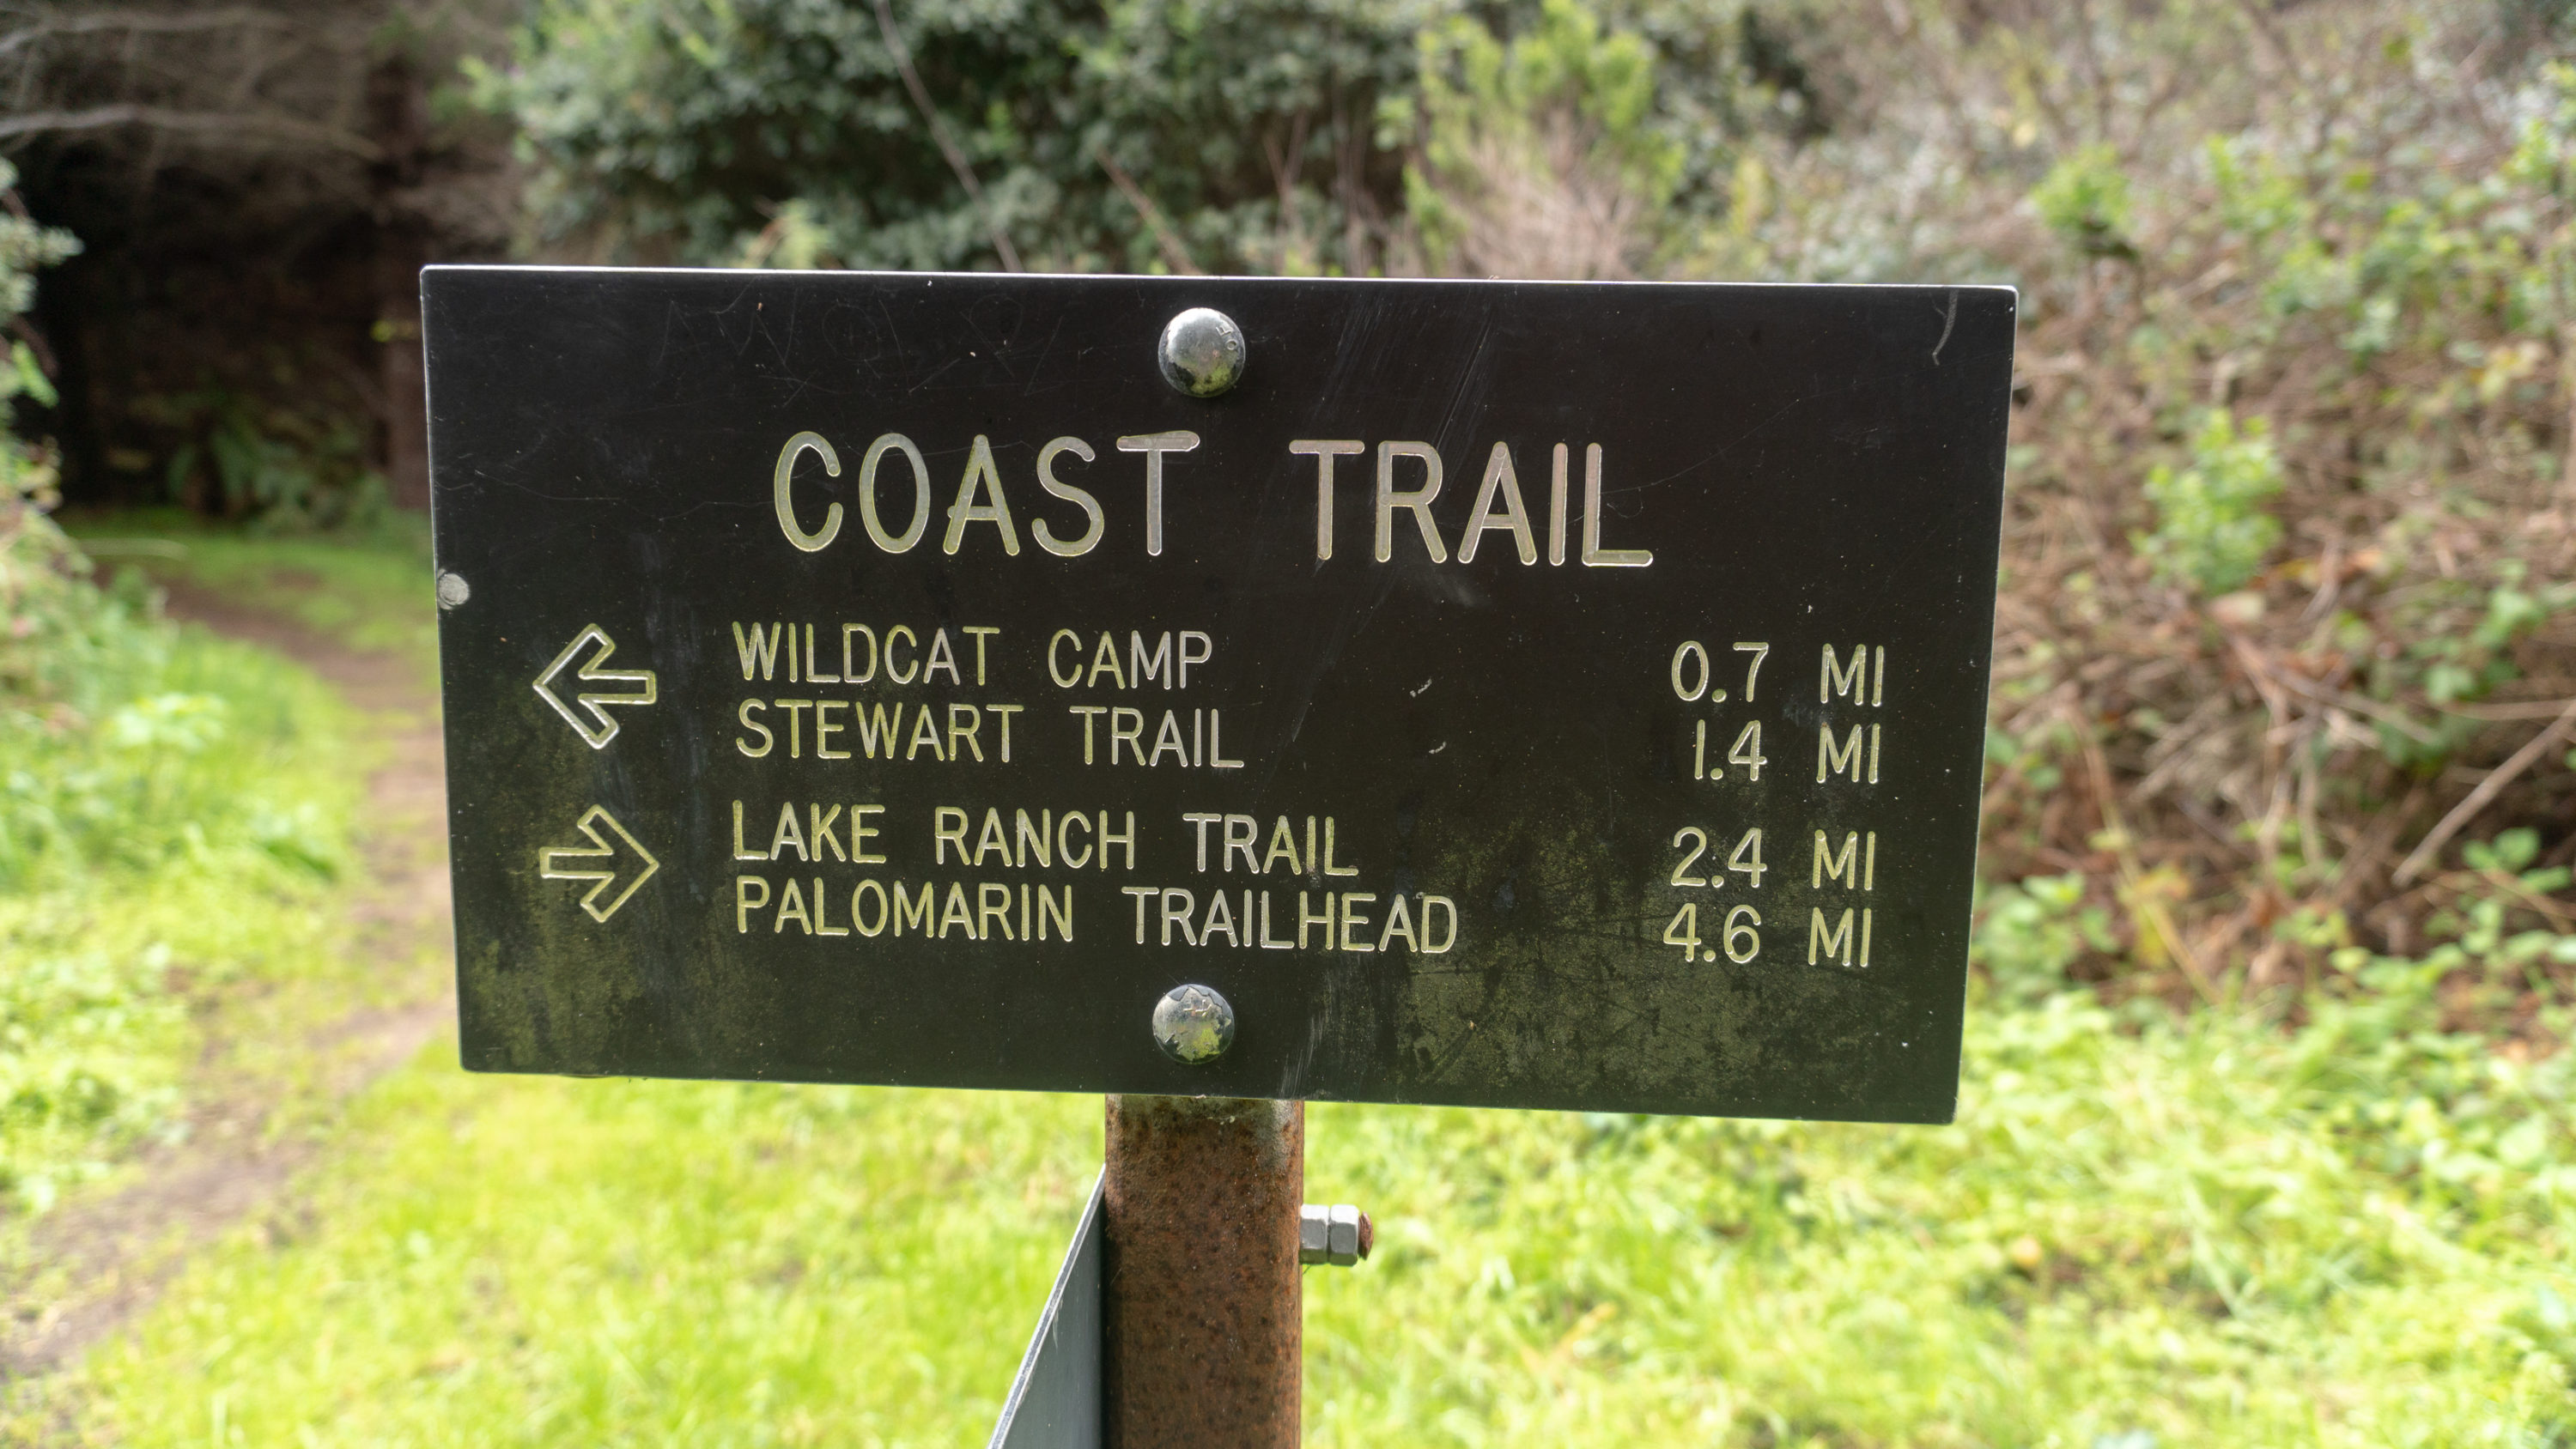 COAST TRAIL
← WILDCAT CAMP 0.7 MI
STEWART TRAIL 1.4 MI
→ LAKE RANCH TRAIL 2.4 MI
PALOMARIN TRAILHEAD 4.6 MI